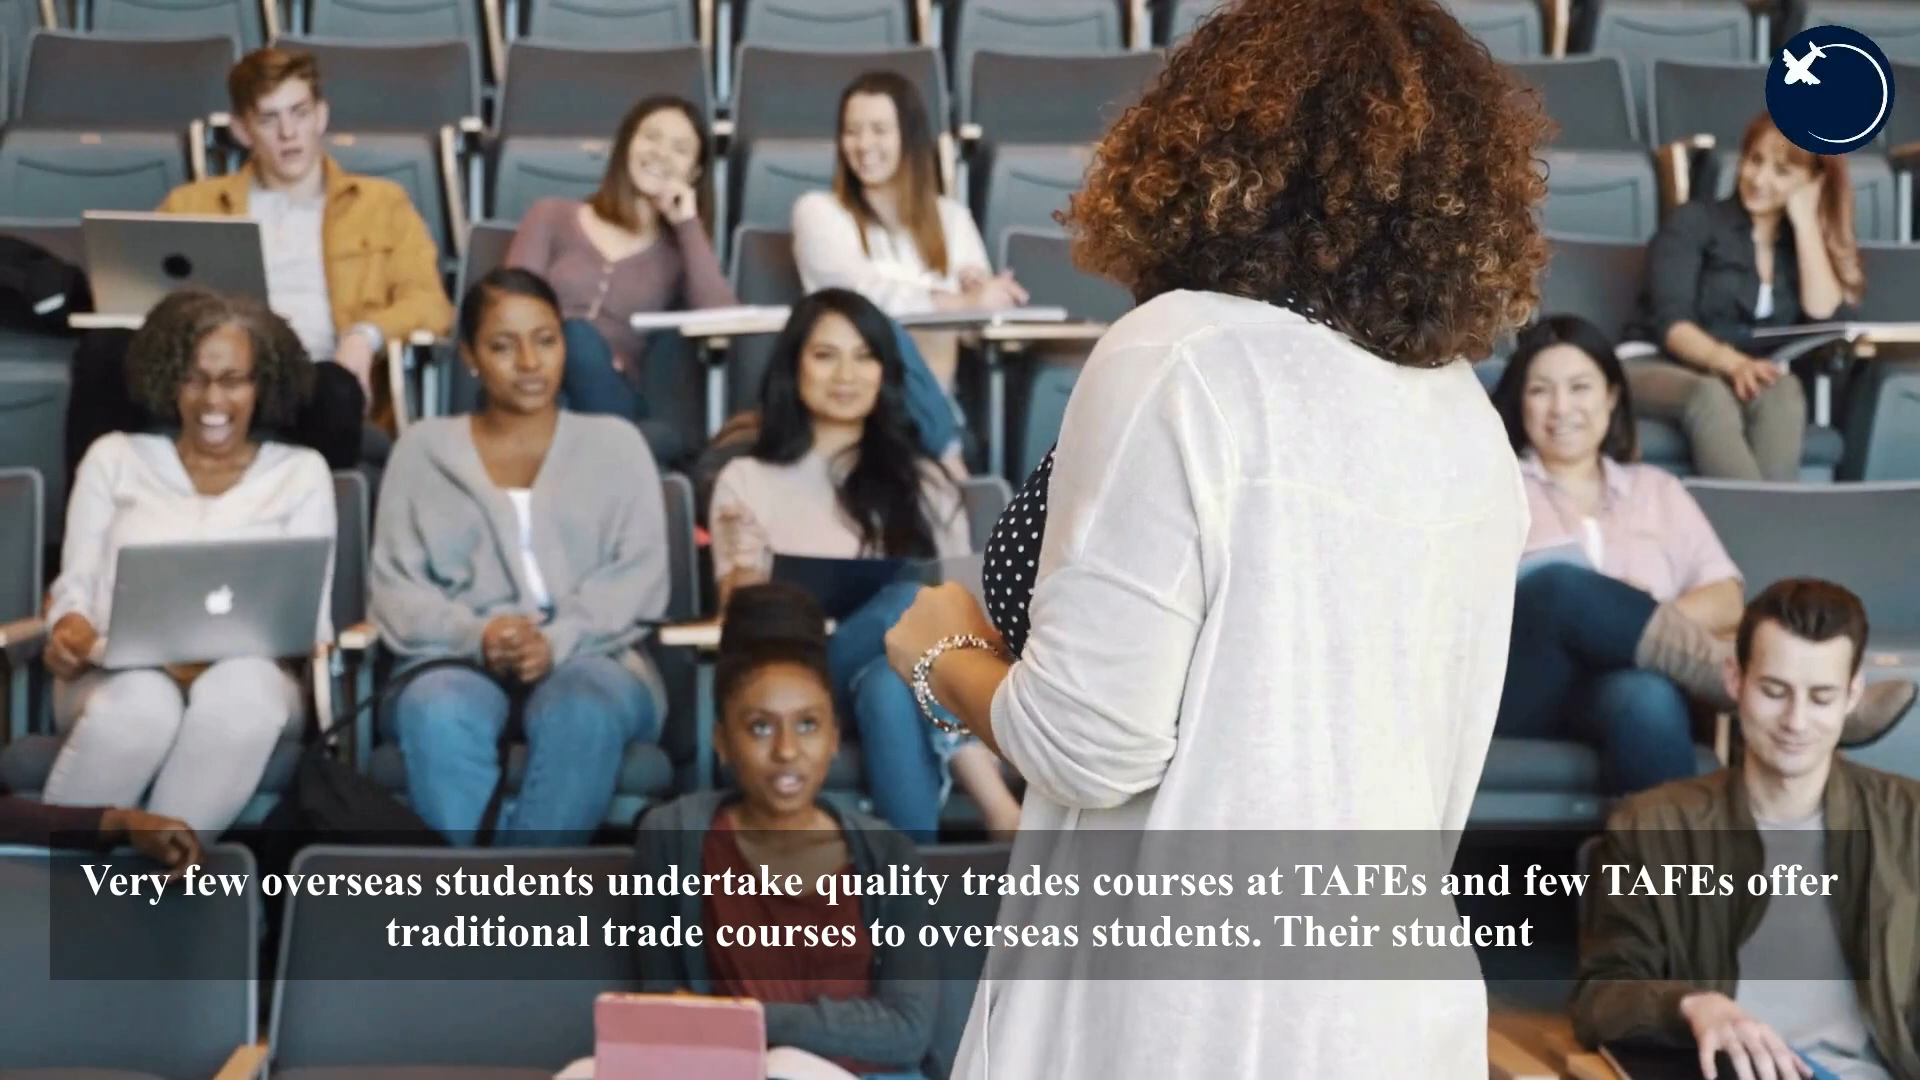 Very few overseas students undertake quality trades courses at TAFEs and few TAFEs offer
traditional trade courses to overseas students. Their student